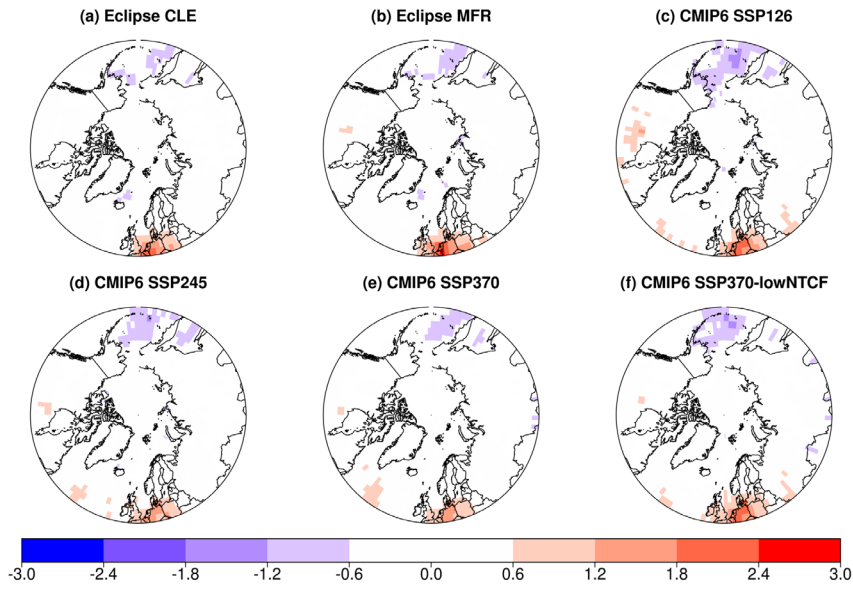 (a) Eclipse CLE
(b) Eclipse MFR
(c) CMIP6 SSP126
(d) CMIP6 SSP245
(e) CMIP6 SSP370
(f) CMIP6 SSP370-lowNTCF
-3.0 -2.4 -1.8 -1.2 -0.6 0.0 0.6 1.2 1.8 2.4 3.0